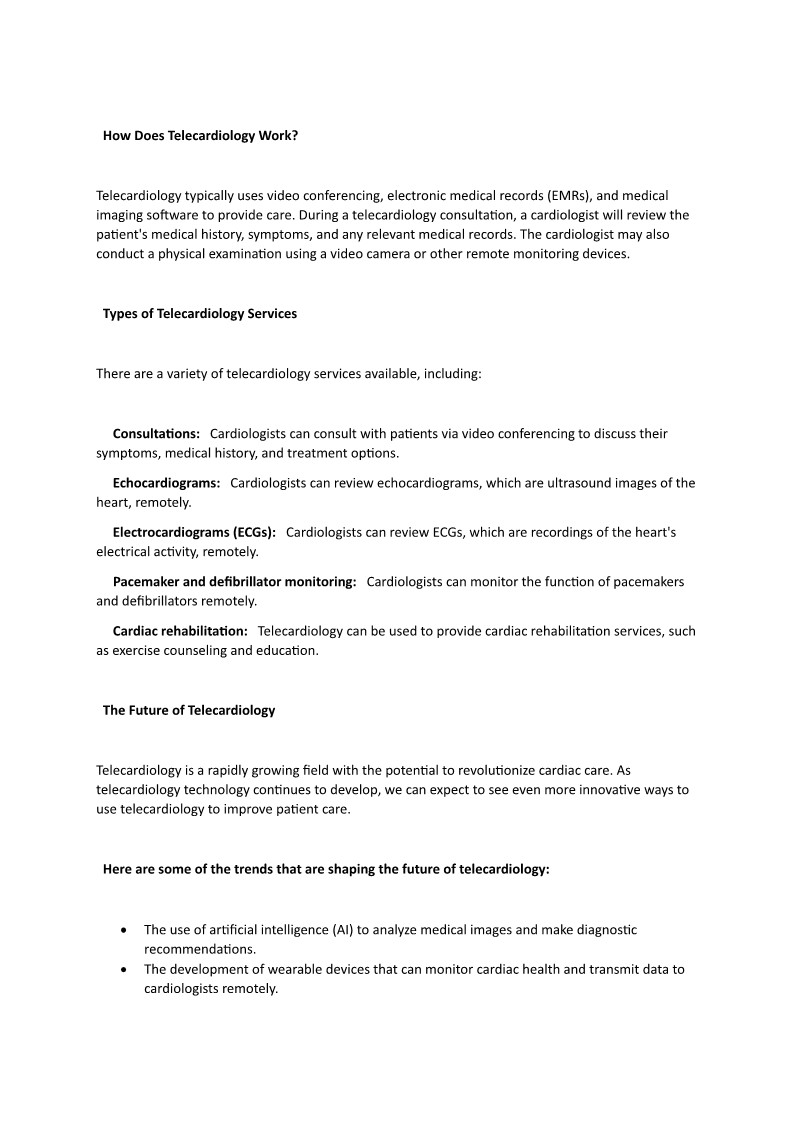 How Does Telecardiology Work?
Telecardiology typically uses video conferencing, electronic medical records (EMRs), and medical
imaging software to provide care. During a telecardiology consultation, a cardiologist will review the
patient's medical history, symptoms, and any relevant medical records. The cardiologist may also
conduct a physical examination using a video camera or other remote monitoring devices.
Types of Telecardiology Services
There are a variety of telecardiology services available, including:
Consultations: Cardiologists can consult with patients via video conferencing to discuss their
symptoms, medical history, and treatment options.
Echocardiograms: Cardiologists can review echocardiograms, which are ultrasound images of the
heart, remotely.
Electrocardiograms (ECGs): Cardiologists can review ECGs, which are recordings of the heart's
electrical activity, remotely.
Pacemaker and defibrillator monitoring: Cardiologists can monitor the function of pacemakers
and defibrillators remotely.
Cardiac rehabilitation: Telecardiology can be used to provide cardiac rehabilitation services, such
as exercise counseling and education.
The Future of Telecardiology
Telecardiology is a rapidly growing field with the potential to revolutionize cardiac care. As
telecardiology technology continues to develop, we can expect to see even more innovative ways to
use telecardiology to improve patient care.
Here are some of the trends that are shaping the future of telecardiology:
• The use of artificial intelligence (AI) to analyze medical images and make diagnostic
recommendations.
• The development of wearable devices that can monitor cardiac health and transmit data to
cardiologists remotely.